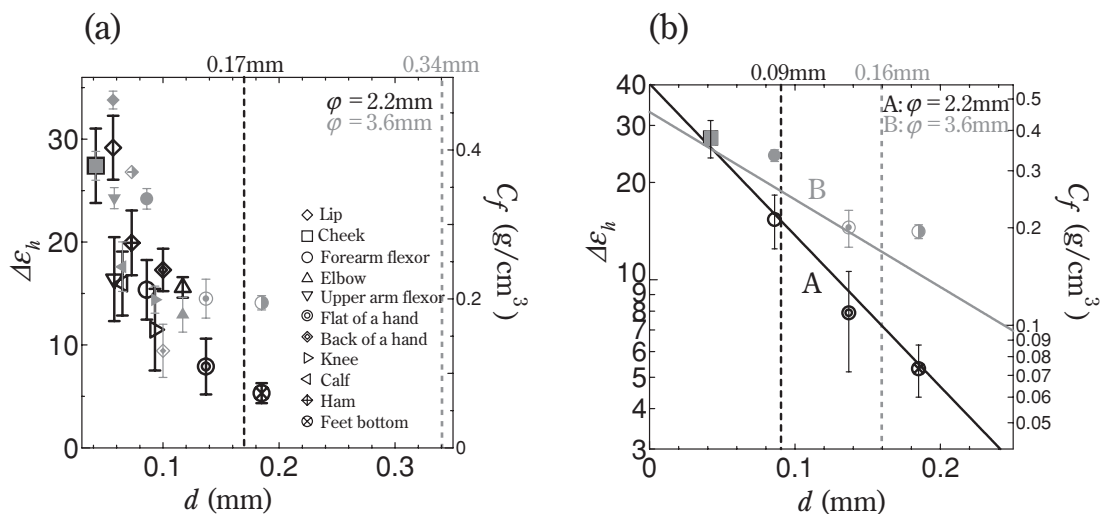 (a)
0.17mm
0.34mm
φ = 2.2mm
φ = 3.6mm
30
20
10
0
Δε_h
0.4
0.2
0
C_f (g/cm^3)
Lip
Cheek
Forearm flexor
Elbow
Upper arm flexor
Flat of a hand
Back of a hand
Knee
Calf
Ham
Feet bottom
0.1
0.2
0.3
d (mm)
(b)
0.09mm
0.16mm
A: φ = 2.2mm
B: φ = 3.6mm
40
30
20
10
9
8
7
6
5
4
3
Δε_h
B
A
0.5
0.4
0.3
0.2
0.1
0.09
0.08
0.07
0.06
0.05
C_f (g/cm^3)
0
0.1
0.2
d (mm)